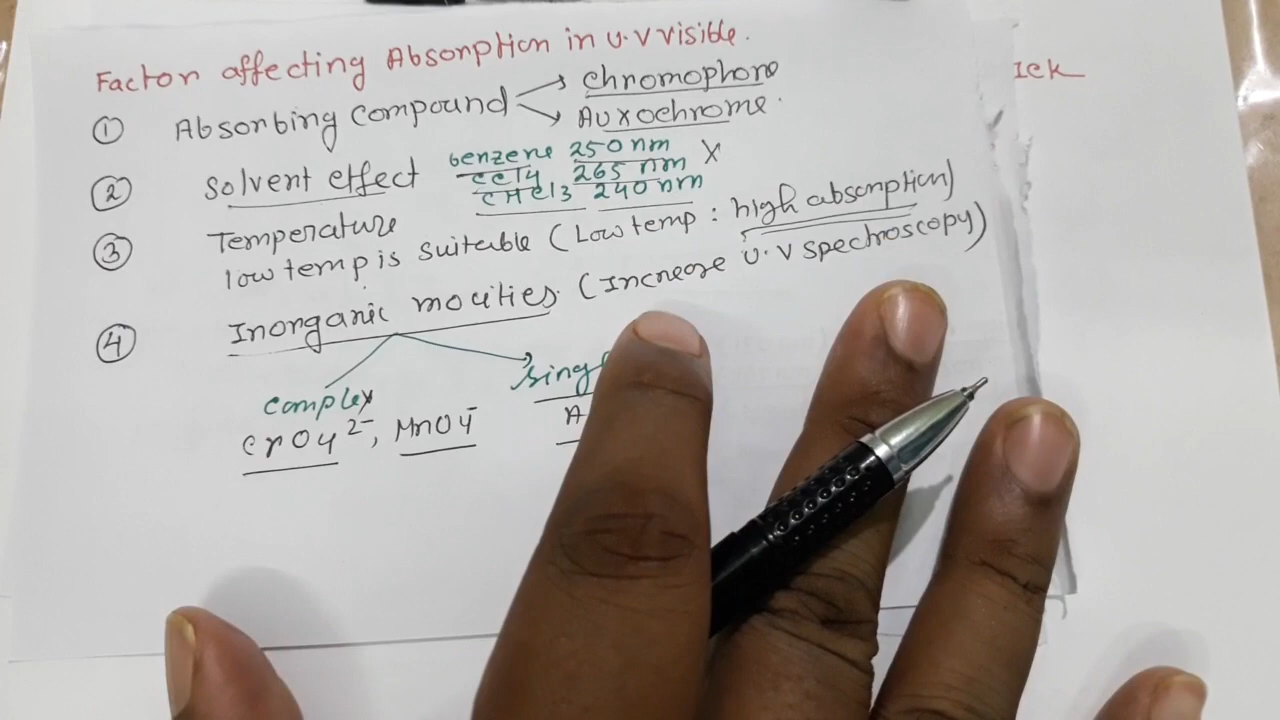 Factor affecting Absorption in U.V visible.
① Absorbing compound → chromophore
→ Auxochrome.
② Solvent effect benzene 250 nm X
CCl4 265 nm
CHCl3 240 nm
③ Temperature
low temp is suitable (Low temp : high absorption)
④ Inorganic moities. (Increase U.V spectroscopy)
complex
CrO4 2-, MnO4-